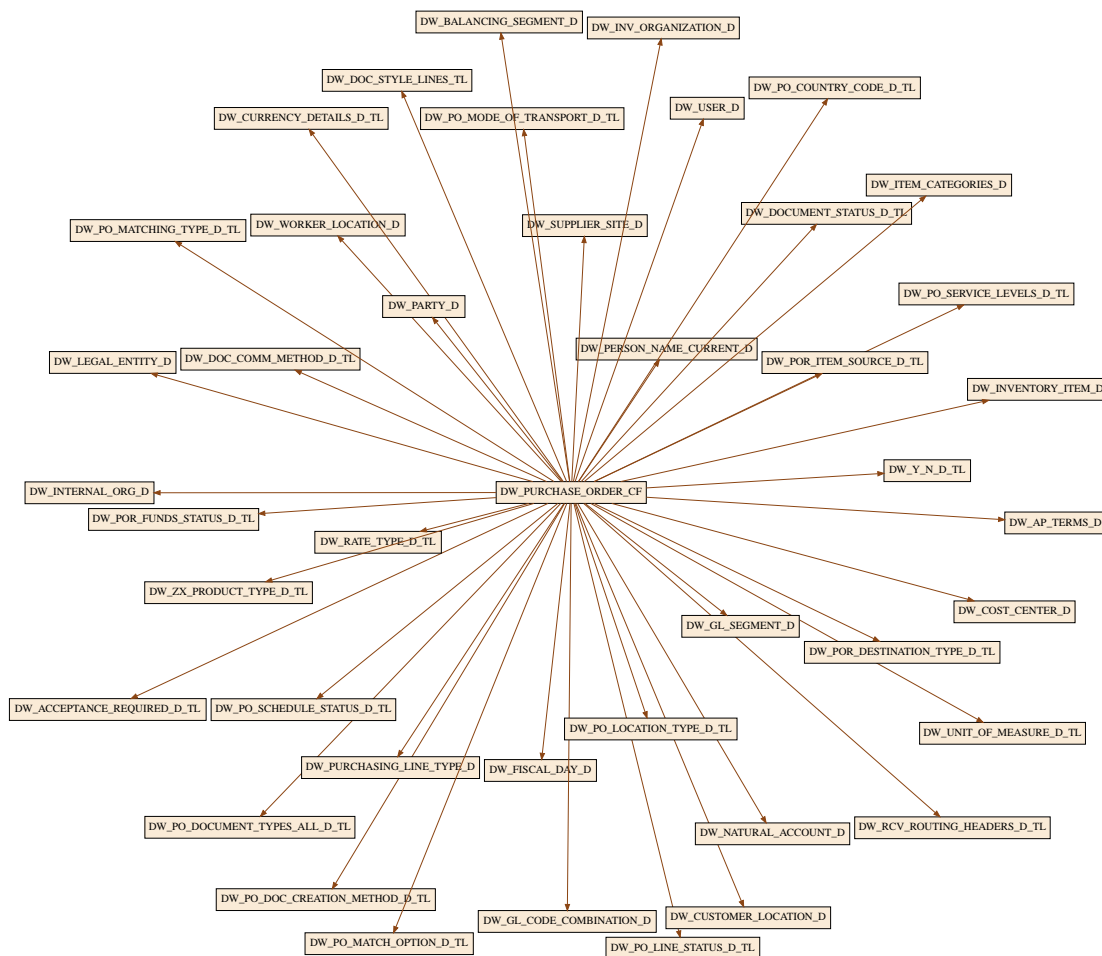 DW_BALANCING_SEGMENT_D
DW_INV_ORGANIZATION_D
DW_DOC_STYLE_LINES_TL
DW_PO_COUNTRY_CODE_D_TL
DW_CURRENCY_DETAILS_D_TL
DW_PO_MODE_OF_TRANSPORT_D_TL
DW_USER_D
DW_ITEM_CATEGORIES_D
DW_PO_MATCHING_TYPE_D_TL
DW_WORKER_LOCATION_D
DW_SUPPLIER_SITE_D
DW_DOCUMENT_STATUS_D_TL
DW_PARTY_D
DW_PO_SERVICE_LEVELS_D_TL
DW_LEGAL_ENTITY_D
DW_DOC_COMM_METHOD_D_TL
DW_PERSON_NAME_CURRENT_D
DW_POR_ITEM_SOURCE_D_TL
DW_INVENTORY_ITEM_D
DW_Y_N_D_TL
DW_INTERNAL_ORG_D
DW_PURCHASE_ORDER_CF
DW_POR_FUNDS_STATUS_D_TL
DW_AP_TERMS_D
DW_RATE_TYPE_D_TL
DW_ZX_PRODUCT_TYPE_D_TL
DW_COST_CENTER_D
DW_GL_SEGMENT_D
DW_POR_DESTINATION_TYPE_D_TL
DW_ACCEPTANCE_REQUIRED_D_TL
DW_PO_SCHEDULE_STATUS_D_TL
DW_PO_LOCATION_TYPE_D_TL
DW_UNIT_OF_MEASURE_D_TL
DW_PURCHASING_LINE_TYPE_D
DW_FISCAL_DAY_D
DW_PO_DOCUMENT_TYPES_ALL_D_TL
DW_NATURAL_ACCOUNT_D
DW_RCV_ROUTING_HEADERS_D_TL
DW_PO_DOC_CREATION_METHOD_D_TL
DW_GL_CODE_COMBINATION_D
DW_CUSTOMER_LOCATION_D
DW_PO_MATCH_OPTION_D_TL
DW_PO_LINE_STATUS_D_TL